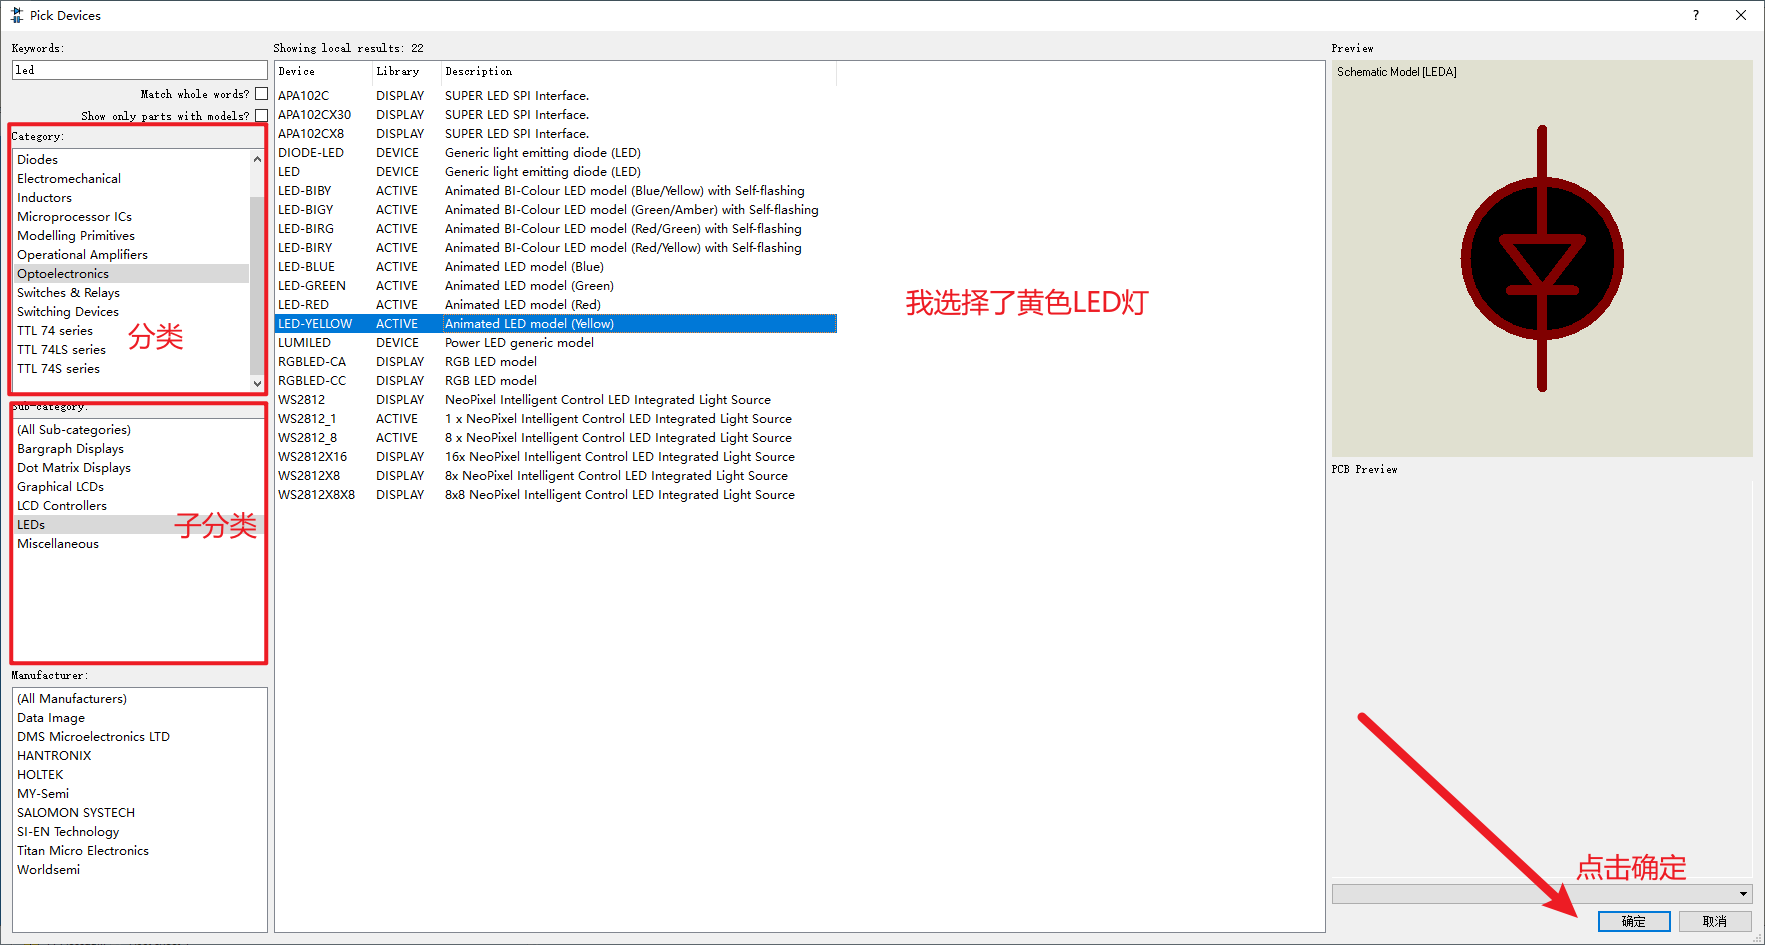 Pick Devices
?
Keywords:
led
Match whole words?
Show only parts with models?
Category:
Diodes
Electromechanical
Inductors
Microprocessor ICs
Modelling Primitives
Operational Amplifiers
Optoelectronics
Switches & Relays
Switching Devices
TTL 74 series
TTL 74LS series
TTL 74S series
分类
Sub-category:
(All Sub-categories)
Bargraph Displays
Dot Matrix Displays
Graphical LCDs
LCD Controllers
LEDs
Miscellaneous
子分类
Manufacturer:
(All Manufacturers)
Data Image
DMS Microelectronics LTD
HANTRONIX
HOLTEK
MY-Semi
SALOMON SYSTECH
SI-EN Technology
Titan Micro Electronics
Worldsemi
Showing local results: 22
Device Library Description
APA102C DISPLAY SUPER LED SPI Interface.
APA102CX30 DISPLAY SUPER LED SPI Interface.
APA102CX8 DISPLAY SUPER LED SPI Interface.
DIODE-LED DEVICE Generic light emitting diode (LED)
LED DEVICE Generic light emitting diode (LED)
LED-BIBY ACTIVE Animated BI-Colour LED model (Blue/Yellow) with Self-flashing
LED-BIGY ACTIVE Animated BI-Colour LED model (Green/Amber) with Self-flashing
LED-BIRG ACTIVE Animated BI-Colour LED model (Red/Green) with Self-flashing
LED-BIRY ACTIVE Animated BI-Colour LED model (Red/Yellow) with Self-flashing
LED-BLUE ACTIVE Animated LED model (Blue)
LED-GREEN ACTIVE Animated LED model (Green)
LED-RED ACTIVE Animated LED model (Red)
LED-YELLOW ACTIVE Animated LED model (Yellow)
LUMILED DEVICE Power LED generic model
RGBLED-CA DISPLAY RGB LED model
RGBLED-CC DISPLAY RGB LED model
WS2812 DISPLAY NeoPixel Intelligent Control LED Integrated Light Source
WS2812_1 ACTIVE 1 x NeoPixel Intelligent Control LED Integrated Light Source
WS2812_8 ACTIVE 8 x NeoPixel Intelligent Control LED Integrated Light Source
WS2812X16 DISPLAY 16x NeoPixel Intelligent Control LED Integrated Light Source
WS2812X8 DISPLAY 8x NeoPixel Intelligent Control LED Integrated Light Source
WS2812X8X8 DISPLAY 8x8 NeoPixel Intelligent Control LED Integrated Light Source
我选择了黄色LED灯
Preview
Schematic Model [LEDA]
PCB Preview
点击确定
确定 取消